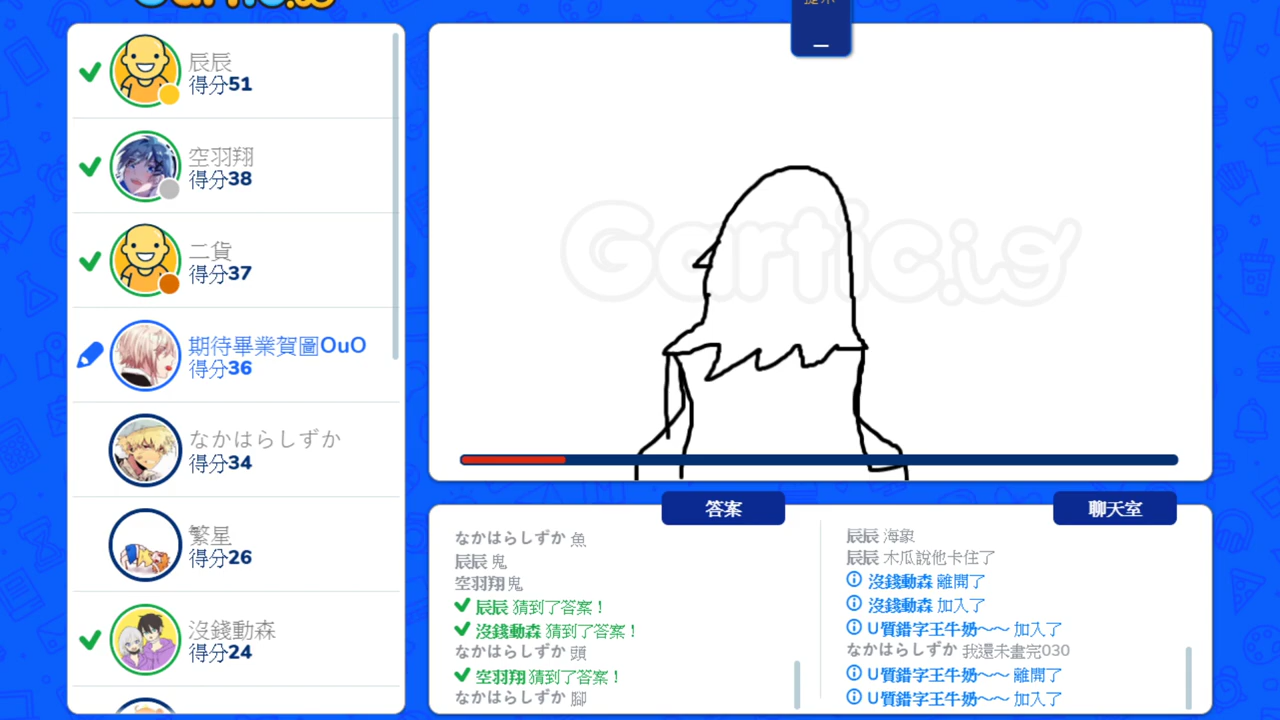 Gartic.io
提示
_
辰辰
得分51
空羽翔
得分38
二貨
得分37
期待畢業賀圖OuO
得分36
なかはらしずか
得分34
繁星
得分26
沒錢動森
得分24
Gartic.io
答案
なかはらしずか 魚
辰辰 鬼
空羽翔 鬼
辰辰 猜到了答案！
沒錢動森 猜到了答案！
なかはらしずか 頭
空羽翔 猜到了答案！
なかはらしずか 腳
聊天室
辰辰 海象
辰辰 木瓜說他卡住了
沒錢動森 離開了
沒錢動森 加入了
U質錯字王牛奶～～ 加入了
なかはらしずか 我還未畫完030
U質錯字王牛奶～～ 離開了
U質錯字王牛奶～～ 加入了